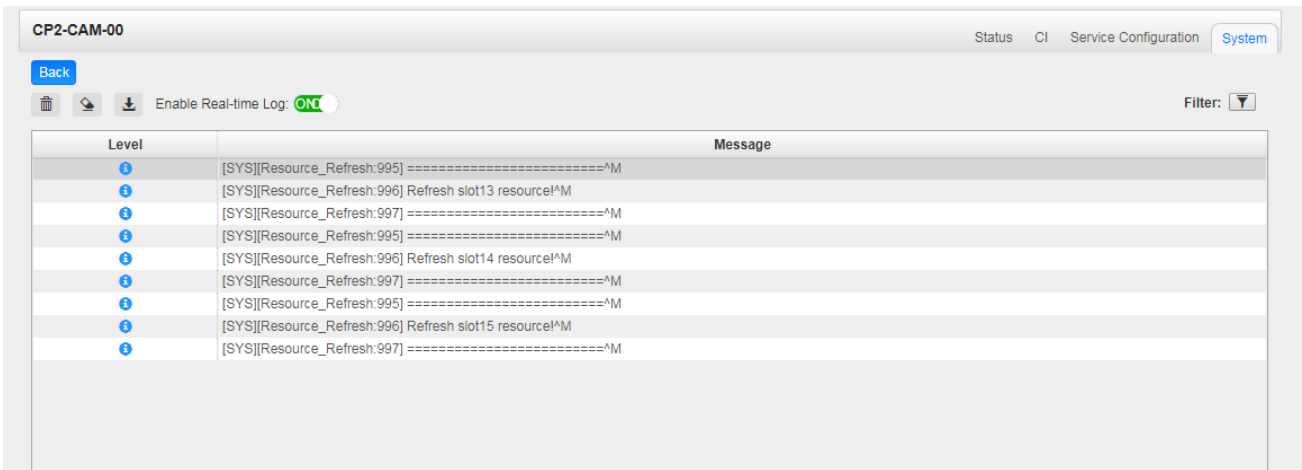 CP2-CAM-00
Status CI Service Configuration System
Back
Enable Real-time Log: ON
Filter:
Level Message
[SYS][Resource_Refresh:995] =========================^M
[SYS][Resource_Refresh:996] Refresh slot13 resource!^M
[SYS][Resource_Refresh:997] =========================^M
[SYS][Resource_Refresh:995] =========================^M
[SYS][Resource_Refresh:996] Refresh slot14 resource!^M
[SYS][Resource_Refresh:997] =========================^M
[SYS][Resource_Refresh:995] =========================^M
[SYS][Resource_Refresh:996] Refresh slot15 resource!^M
[SYS][Resource_Refresh:997] =========================^M